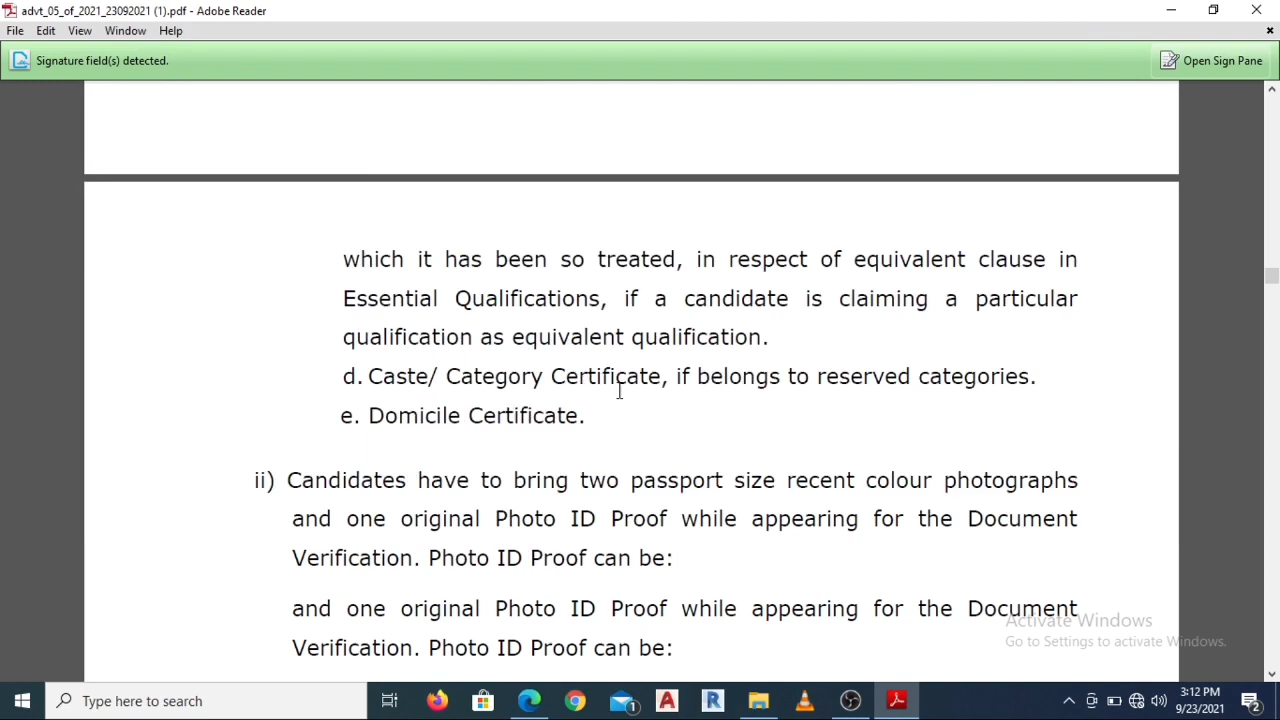 advt_05_of_2021_23092021 (1).pdf - Adobe Reader
File Edit View Window Help
Signature field(s) detected.
Open Sign Pane
which it has been so treated, in respect of equivalent clause in
Essential Qualifications, if a candidate is claiming a particular
qualification as equivalent qualification.
d. Caste/ Category Certificate, if belongs to reserved categories.
e. Domicile Certificate.
ii) Candidates have to bring two passport size recent colour photographs
and one original Photo ID Proof while appearing for the Document
Verification. Photo ID Proof can be:
and one original Photo ID Proof while appearing for the Document
Verification. Photo ID Proof can be:
Activate Windows
Go to Settings to activate Windows.
Type here to search
1
A
R
3:12 PM
9/23/2021
2